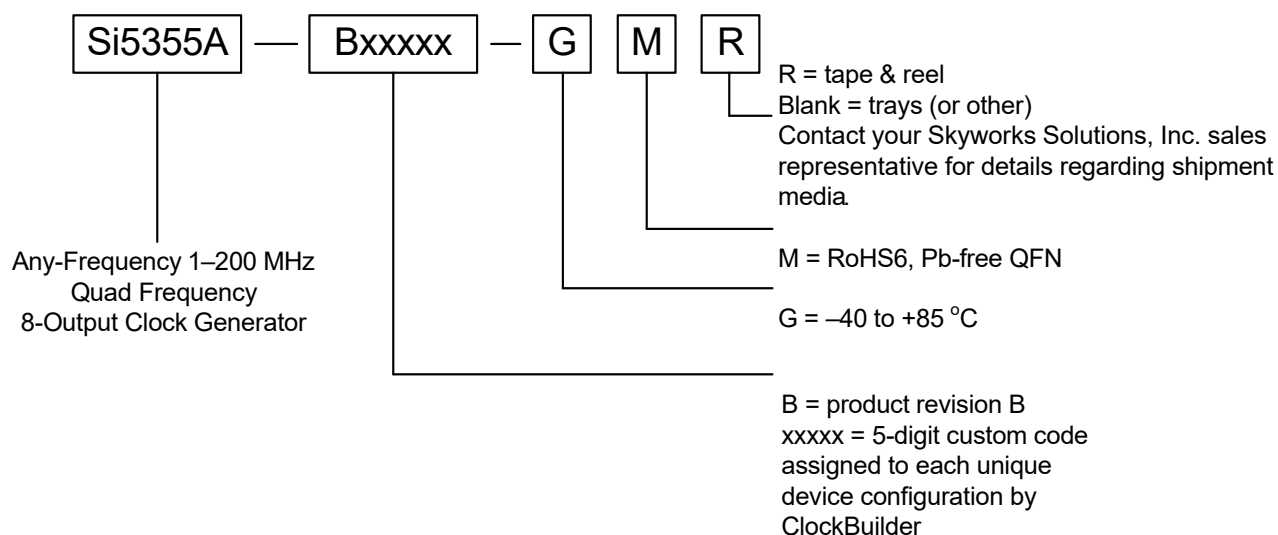 Si5355A — Bxxxxx — G M R
R = tape & reel
Blank = trays (or other)
Contact your Skyworks Solutions, Inc. sales
representative for details regarding shipment
media.
M = RoHS6, Pb-free QFN
G = –40 to +85 °C
B = product revision B
xxxxx = 5-digit custom code
assigned to each unique
device configuration by
ClockBuilder
Any-Frequency 1–200 MHz
Quad Frequency
8-Output Clock Generator